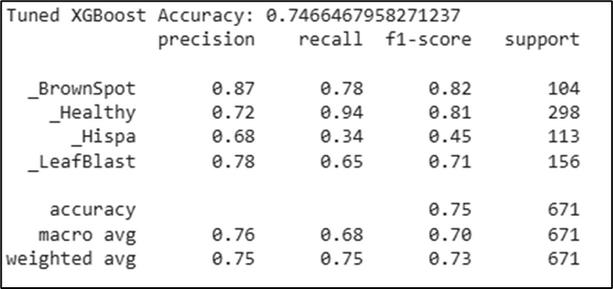 Tuned XGBoost Accuracy: 0.7466467958271237
precision recall f1-score support
_BrownSpot 0.87 0.78 0.82 104
_Healthy 0.72 0.94 0.81 298
_Hispa 0.68 0.34 0.45 113
_LeafBlast 0.78 0.65 0.71 156
accuracy 0.75 671
macro avg 0.76 0.68 0.70 671
weighted avg 0.75 0.75 0.73 671